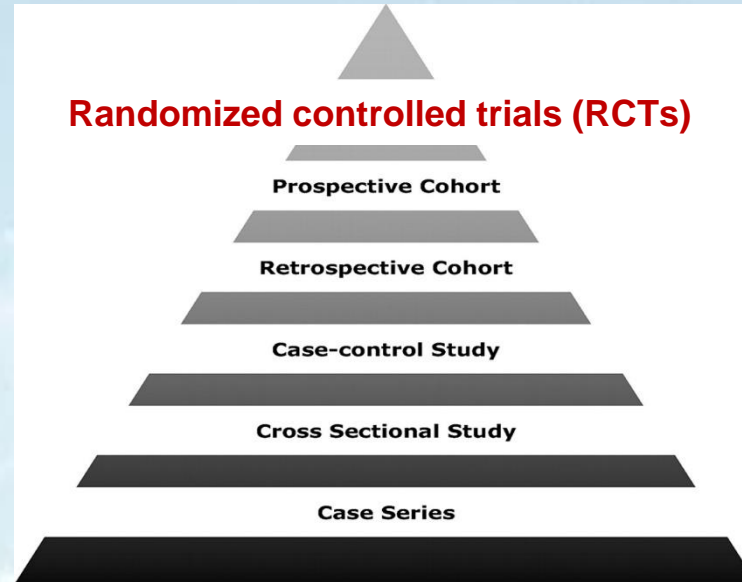 Randomized controlled trials (RCTs)
Prospective Cohort
Retrospective Cohort
Case-control Study
Cross Sectional Study
Case Series